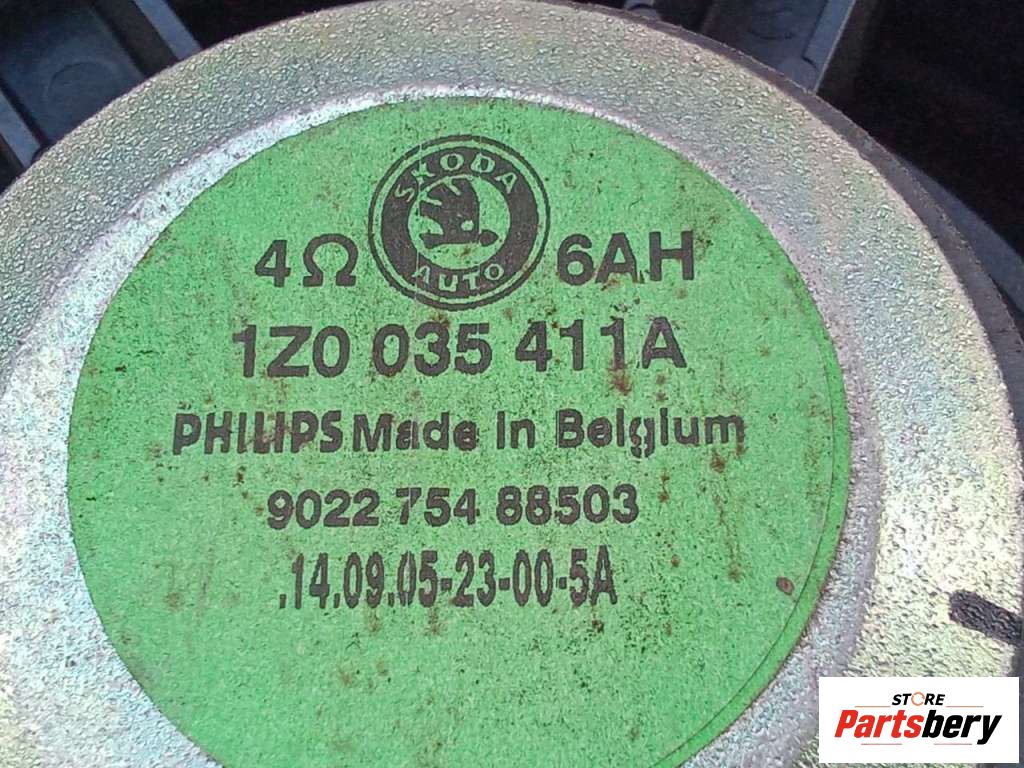 ŠKODA
AUTO
4Ω 6AH
1Z0 035 411A
PHILIPS Made in Belgium
9022 754 88503
.14.09.05-23-00-5A
STORE
Partsbery